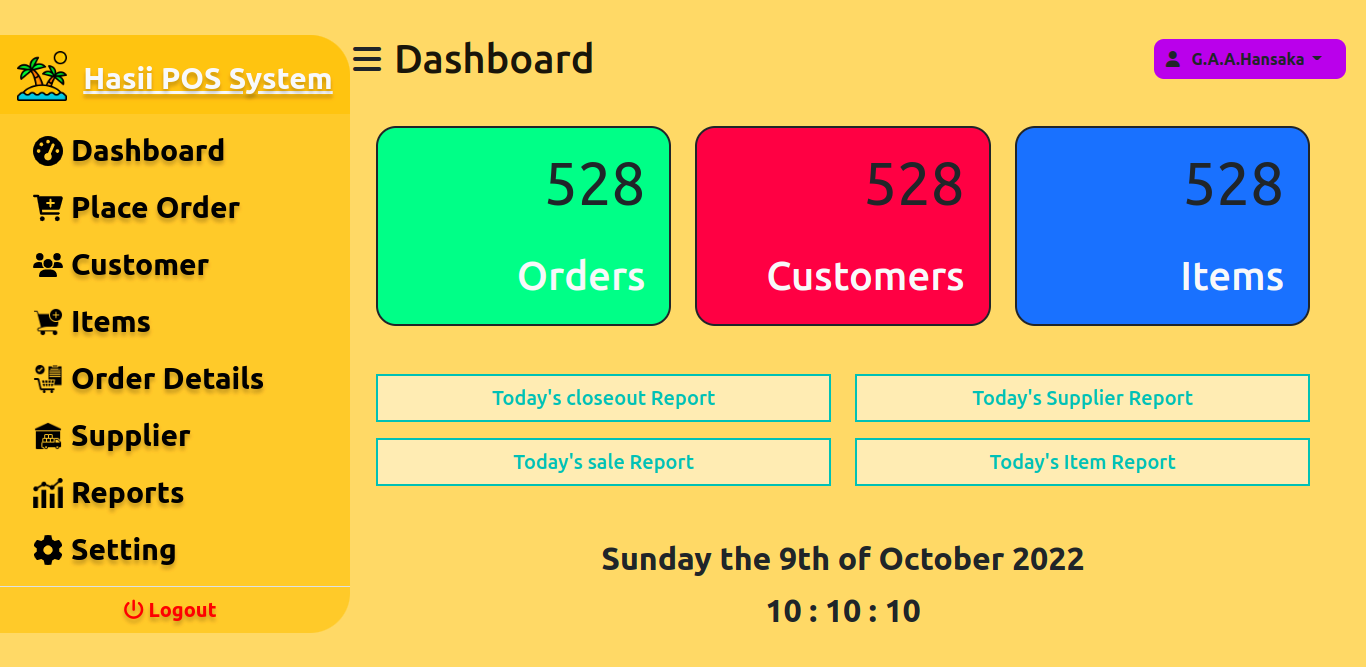 Hasii POS System
Dashboard
Place Order
Customer
Items
Order Details
Supplier
Reports
Setting
Logout
Dashboard
G.A.A.Hansaka
528
Orders
528
Customers
528
Items
Today's closeout Report
Today's Supplier Report
Today's sale Report
Today's Item Report
Sunday the 9th of October 2022
10 : 10 : 10